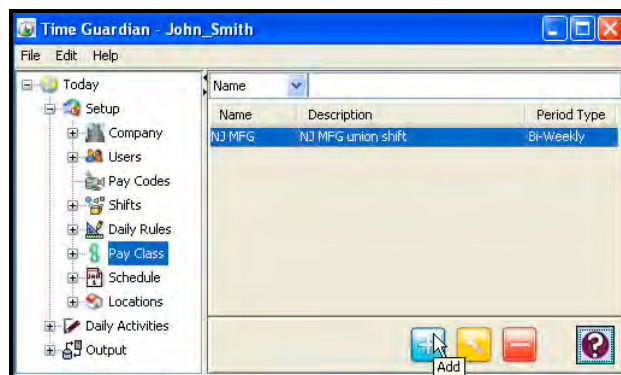 Time Guardian - John_Smith
File Edit Help
Today
Setup
Company
Users
Pay Codes
Shifts
Daily Rules
Pay Class
Schedule
Locations
Daily Activities
Output
Name
Name Description Period Type
NJ MFG NJ MFG union shift Bi-Weekly
Add